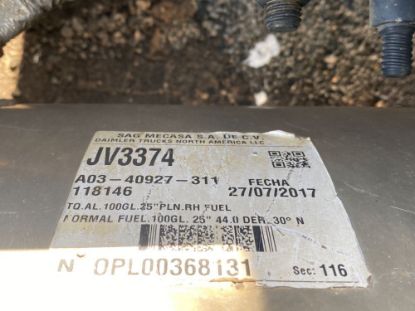 SAG MECASA S.A. DE C.V.
DAIMLER TRUCKS NORTH AMERICA LLC
JV3374
A03-40927-311 FECHA
118146 27/07/2017
TQ.AL.100GL.25"PLN.RH FUEL
NORMAL FUEL.100GL. 25" 44.0 DER. 30° N
N° OPL00368131 Sec: 116